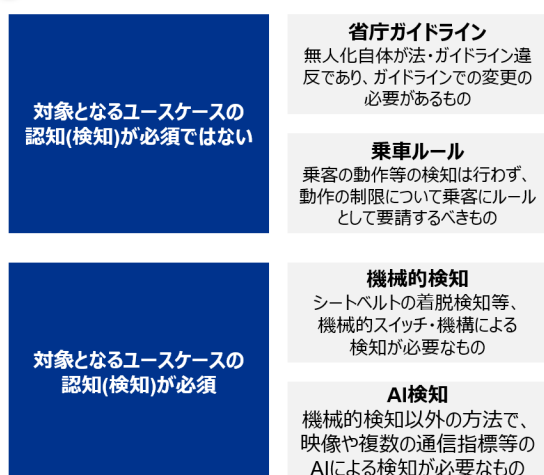 対象となるユースケースの
認知(検知)が必須ではない
省庁ガイドライン
無人化自体が法・ガイドライン違
反であり、ガイドラインでの変更の
必要があるもの
乗車ルール
乗客の動作等の検知は行わず、
動作の制限について乗客にルール
として要請するべきもの
対象となるユースケースの
認知(検知)が必須
機械的検知
シートベルトの着脱検知等、
機械的スイッチ・機構による
検知が必要なもの
AI検知
機械的検知以外の方法で、
映像や複数の通信指標等の
AIによる検知が必要なもの